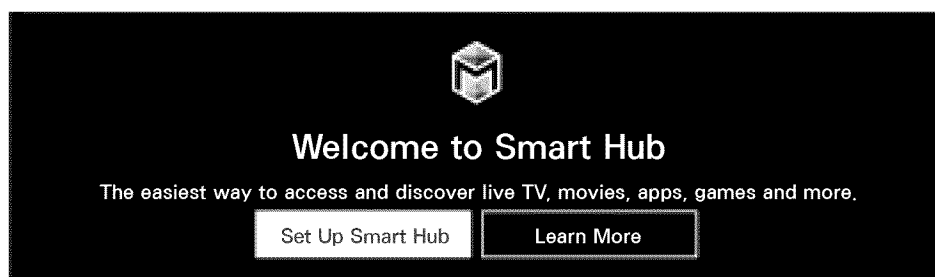 Welcome to Smart Hub
The easiest way to access and discover live TV, movies, apps, games and more.
Set Up Smart Hub Learn More